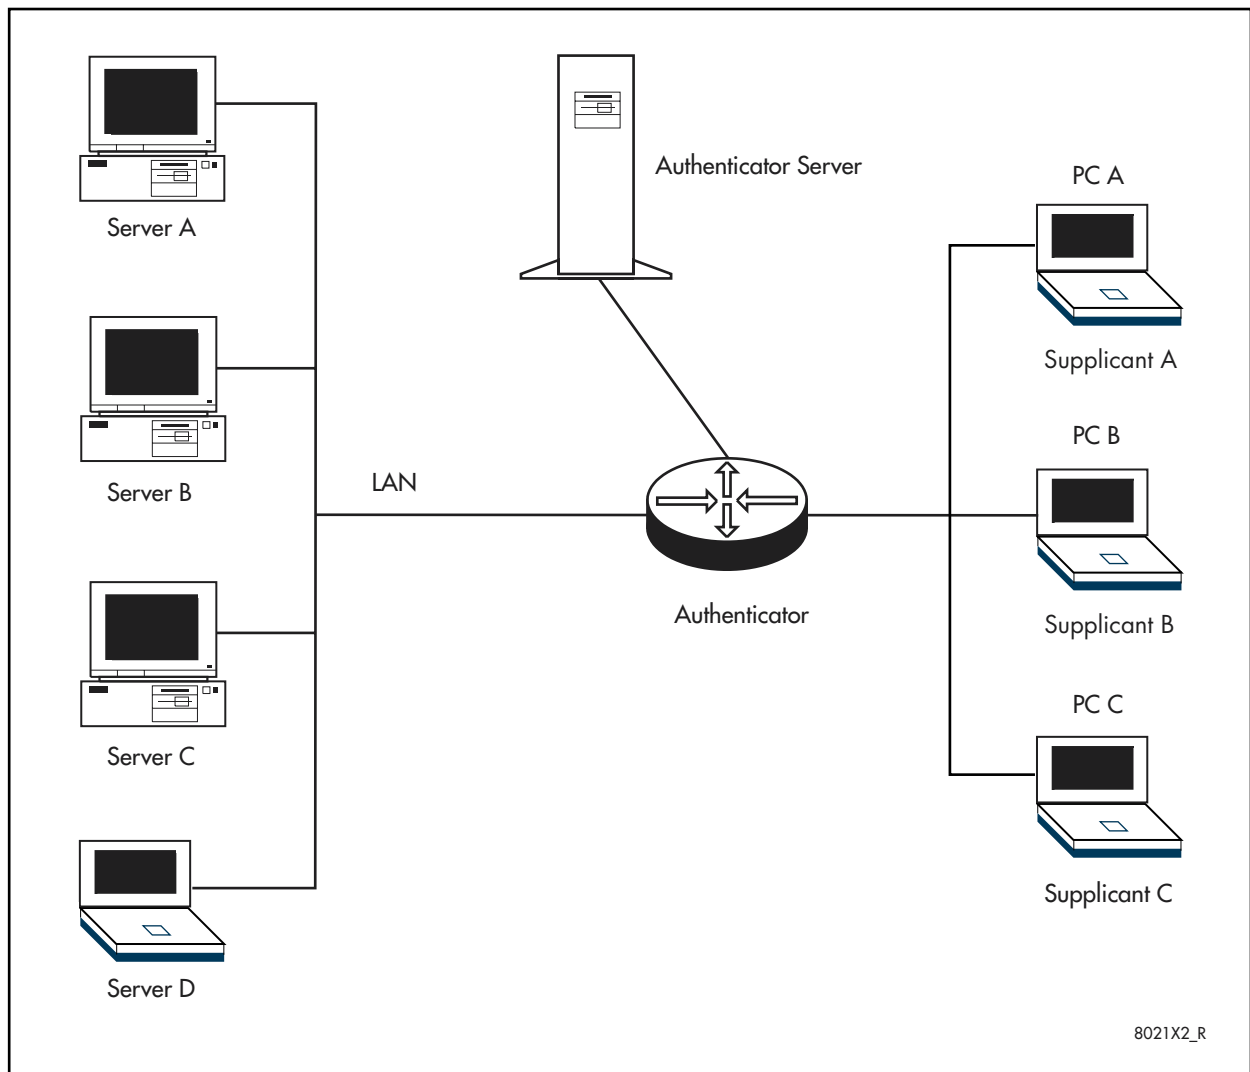 Server A
Authenticator Server
PC A
Supplicant A
Server B
LAN
PC B
Authenticator
Supplicant B
Server C
PC C
Supplicant C
Server D
8021X2_R